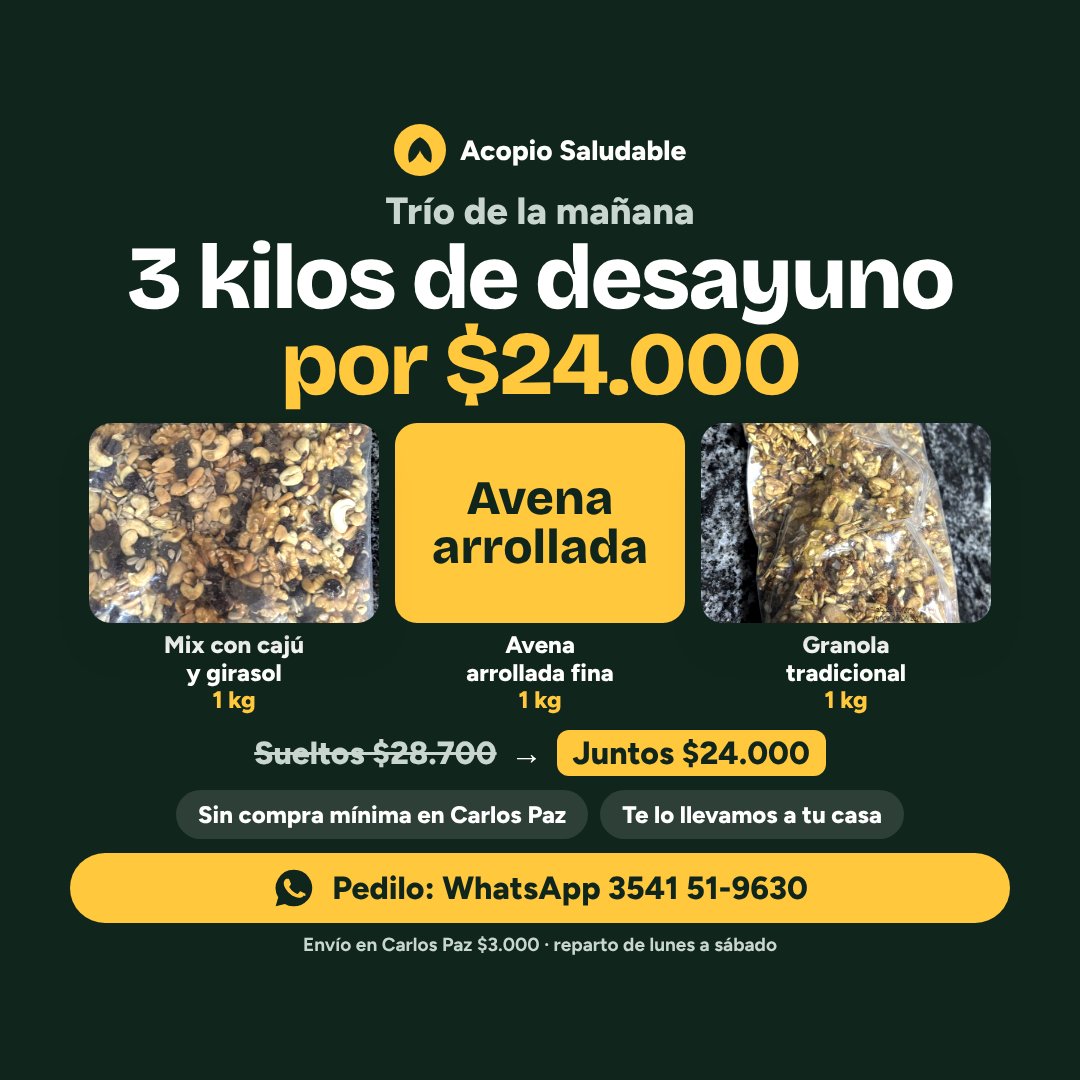 Acopio Saludable
Trío de la mañana
3 kilos de desayuno
por $24.000
Avena
arrollada
Mix con cajú
y girasol
1 kg
Avena
arrollada fina
1 kg
Granola
tradicional
1 kg
Sueltos $28.700 → Juntos $24.000
Sin compra mínima en Carlos Paz
Te lo llevamos a tu casa
Pedilo: WhatsApp 3541 51-9630
Envío en Carlos Paz $3.000 · reparto de lunes a sábado